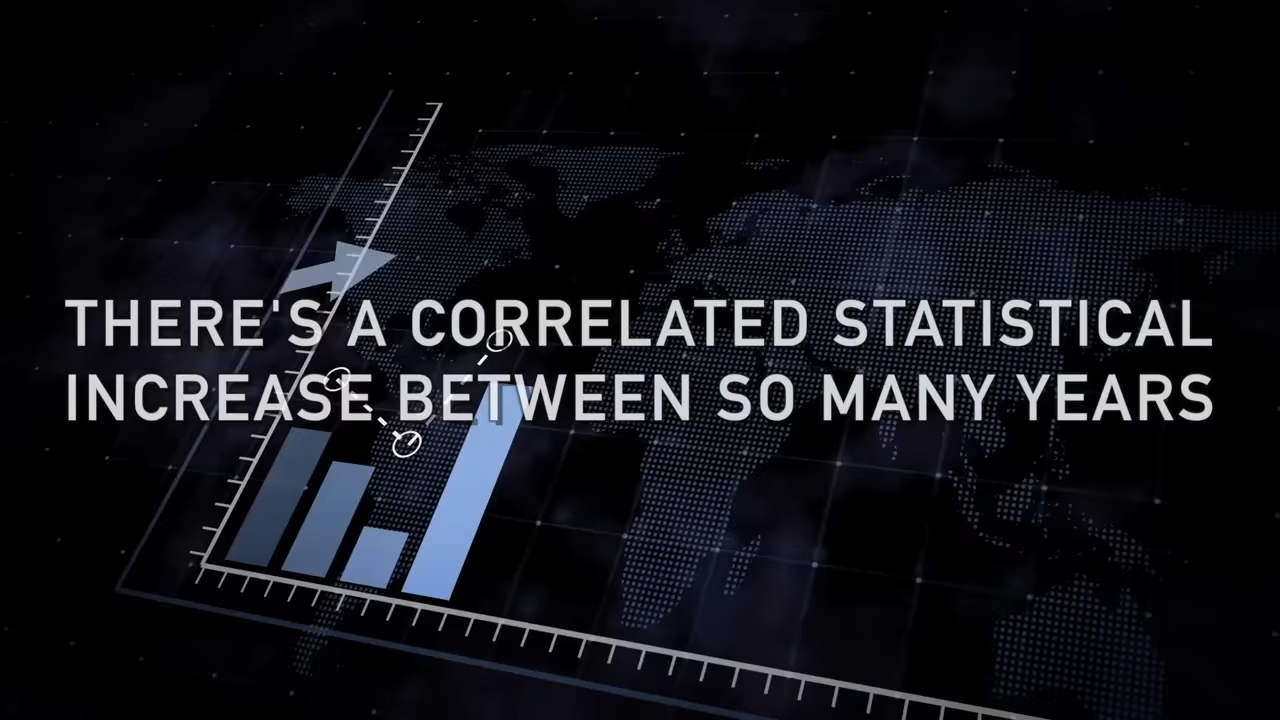 THERE'S A CORRELATED STATISTICAL
INCREASE BETWEEN SO MANY YEARS